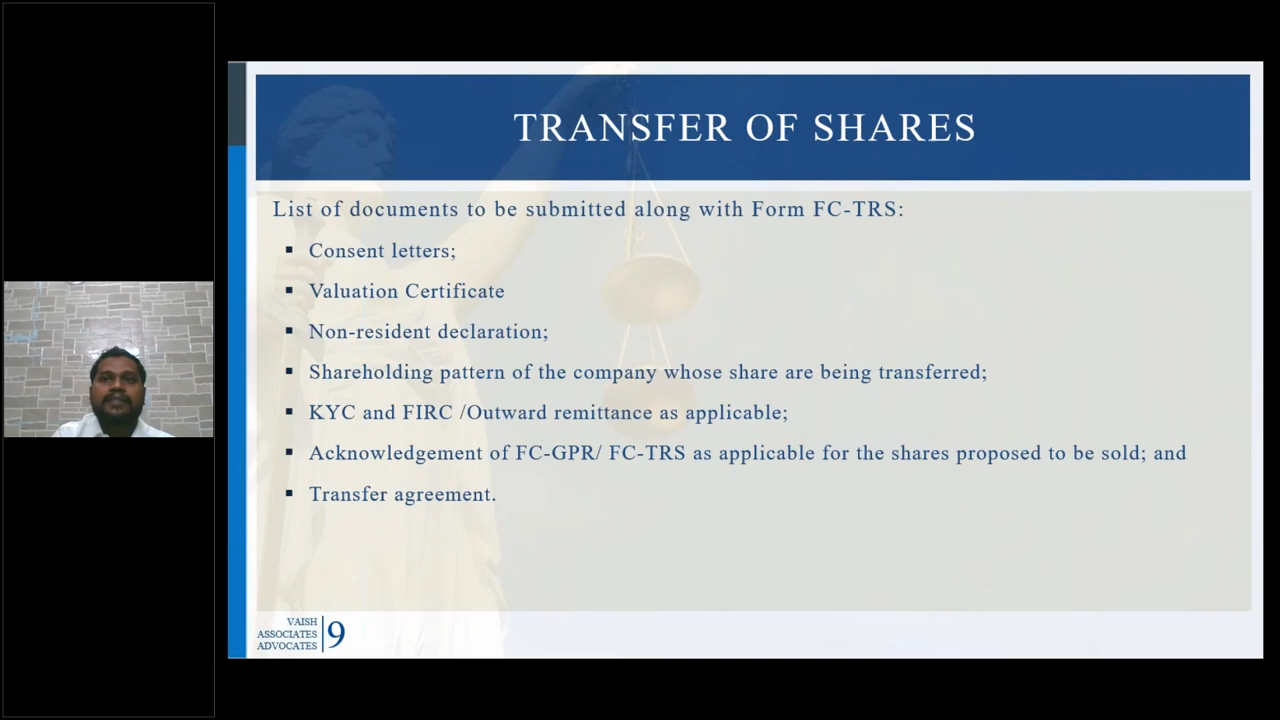 TRANSFER OF SHARES
List of documents to be submitted along with Form FC-TRS:
▪ Consent letters;
▪ Valuation Certificate
▪ Non-resident declaration;
▪ Shareholding pattern of the company whose share are being transferred;
▪ KYC and FIRC /Outward remittance as applicable;
▪ Acknowledgement of FC-GPR/ FC-TRS as applicable for the shares proposed to be sold; and
▪ Transfer agreement.
VAISH
ASSOCIATES
ADVOCATES
9